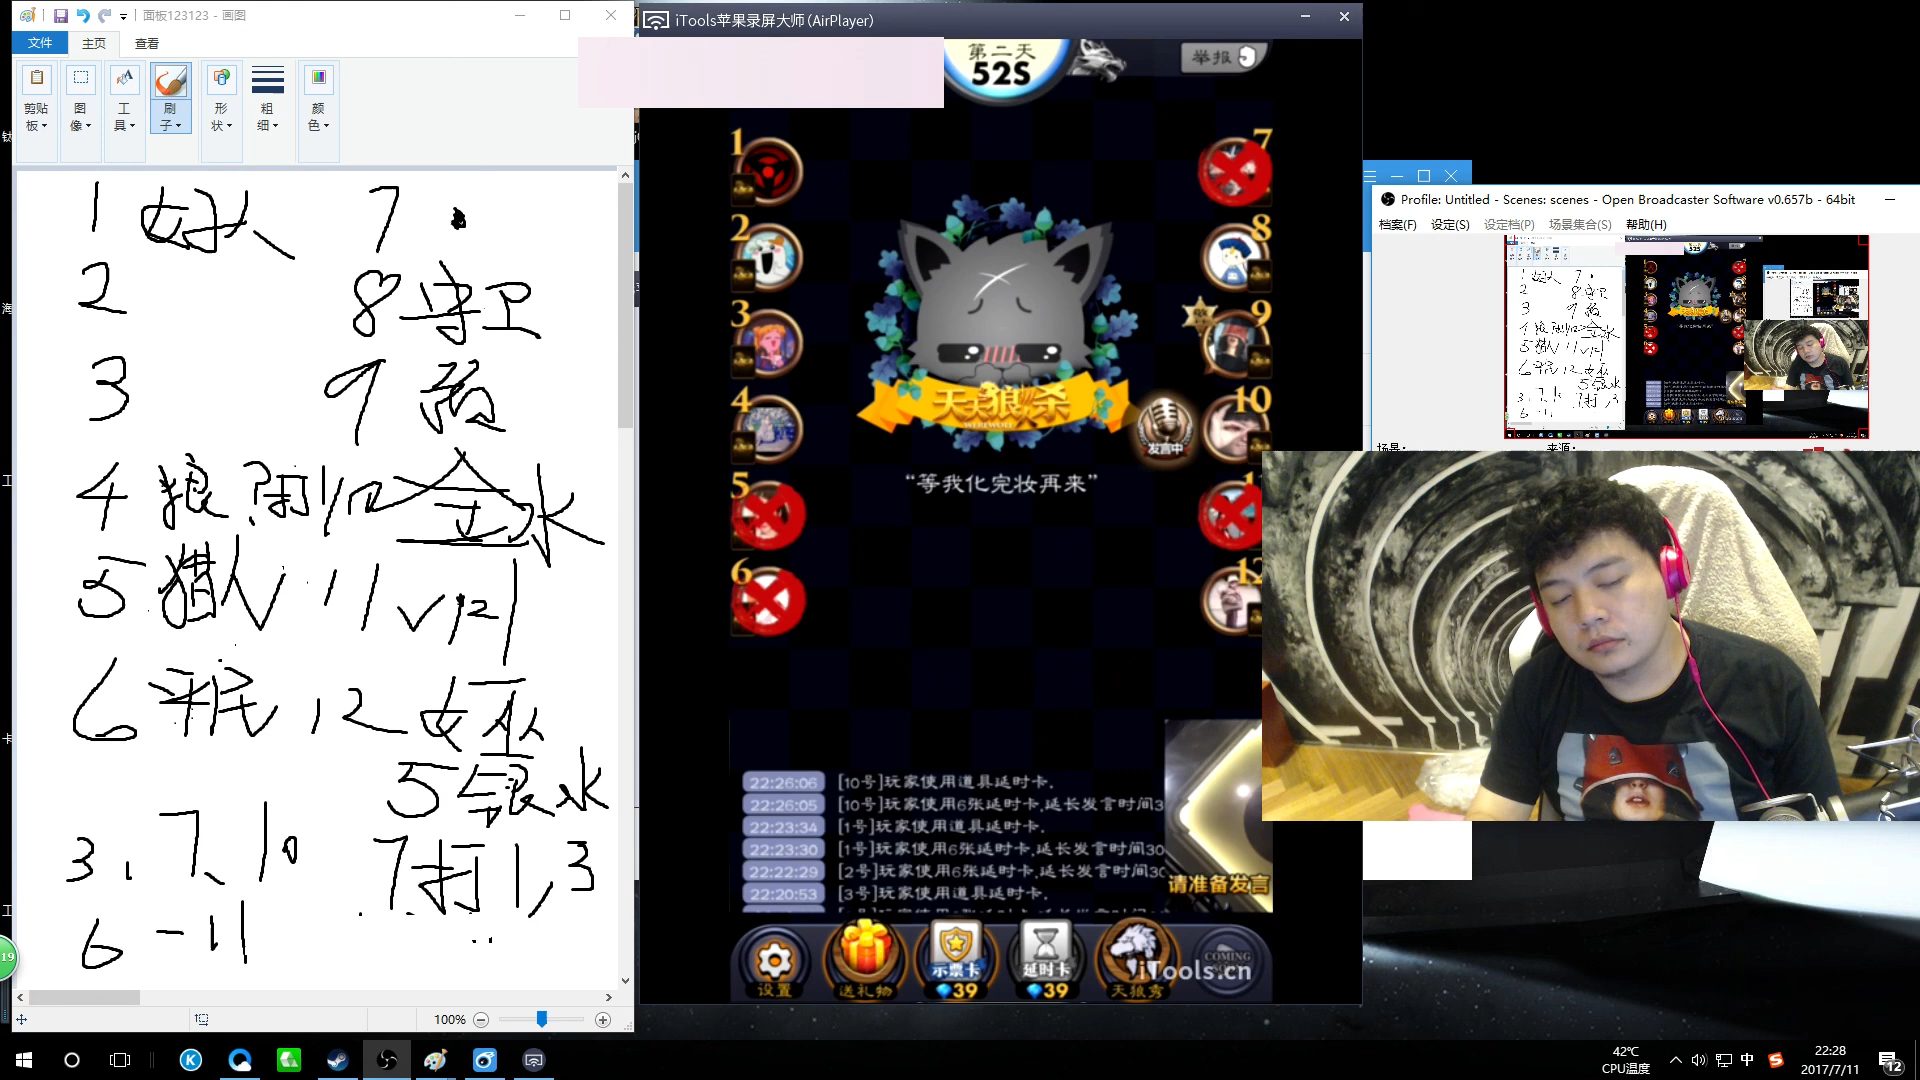 面板123123 - 画图
文件 主页 查看
剪贴板
图像
工具
刷子
形状
粗细
颜色
1 好人 7
2 8 守卫
3 9 预
4 狼 金水
5 猎人 11
6 平民 12 女巫
5银水
3、7、10 7打1,3
6 - 11
100%
iTools苹果录屏大师(AirPlayer)
第二天
52S
举报
1
2
3
4
5
6
7
8
9
10
12
警
天天狼人杀
WEREWOLF
发言中
“等我化完妆再来”
22:26:06 [10号]玩家使用道具延时卡.
22:26:05 [10号]玩家使用6张延时卡,延长发言时间30
22:23:34 [1号]玩家使用道具延时卡.
22:23:30 [1号]玩家使用6张延时卡,延长发言时间30
22:22:29 [2号]玩家使用6张延时卡,延长发言时间30
22:20:53 [3号]玩家使用道具延时卡.
请准备发言
设置
送礼物
示票卡
39
延时卡
39
天狼秀
COMING
iTools.cn
Profile: Untitled - Scenes: scenes - Open Broadcaster Software v0.657b - 64bit
档案(F) 设定(S) 设定档(P) 场景集合(S) 帮助(H)
场景:
来源:
19
42℃
CPU温度
中
22:28
2017/7/11
12